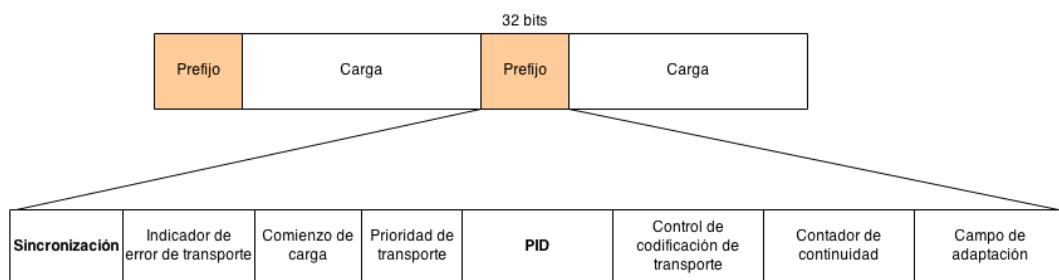 32 bits
Prefijo
Carga
Prefijo
Carga
Sincronización
Indicador de
error de transporte
Comienzo de
carga
Prioridad de
transporte
PID
Control de
codificación de
transporte
Contador de
continuidad
Campo de
adaptación